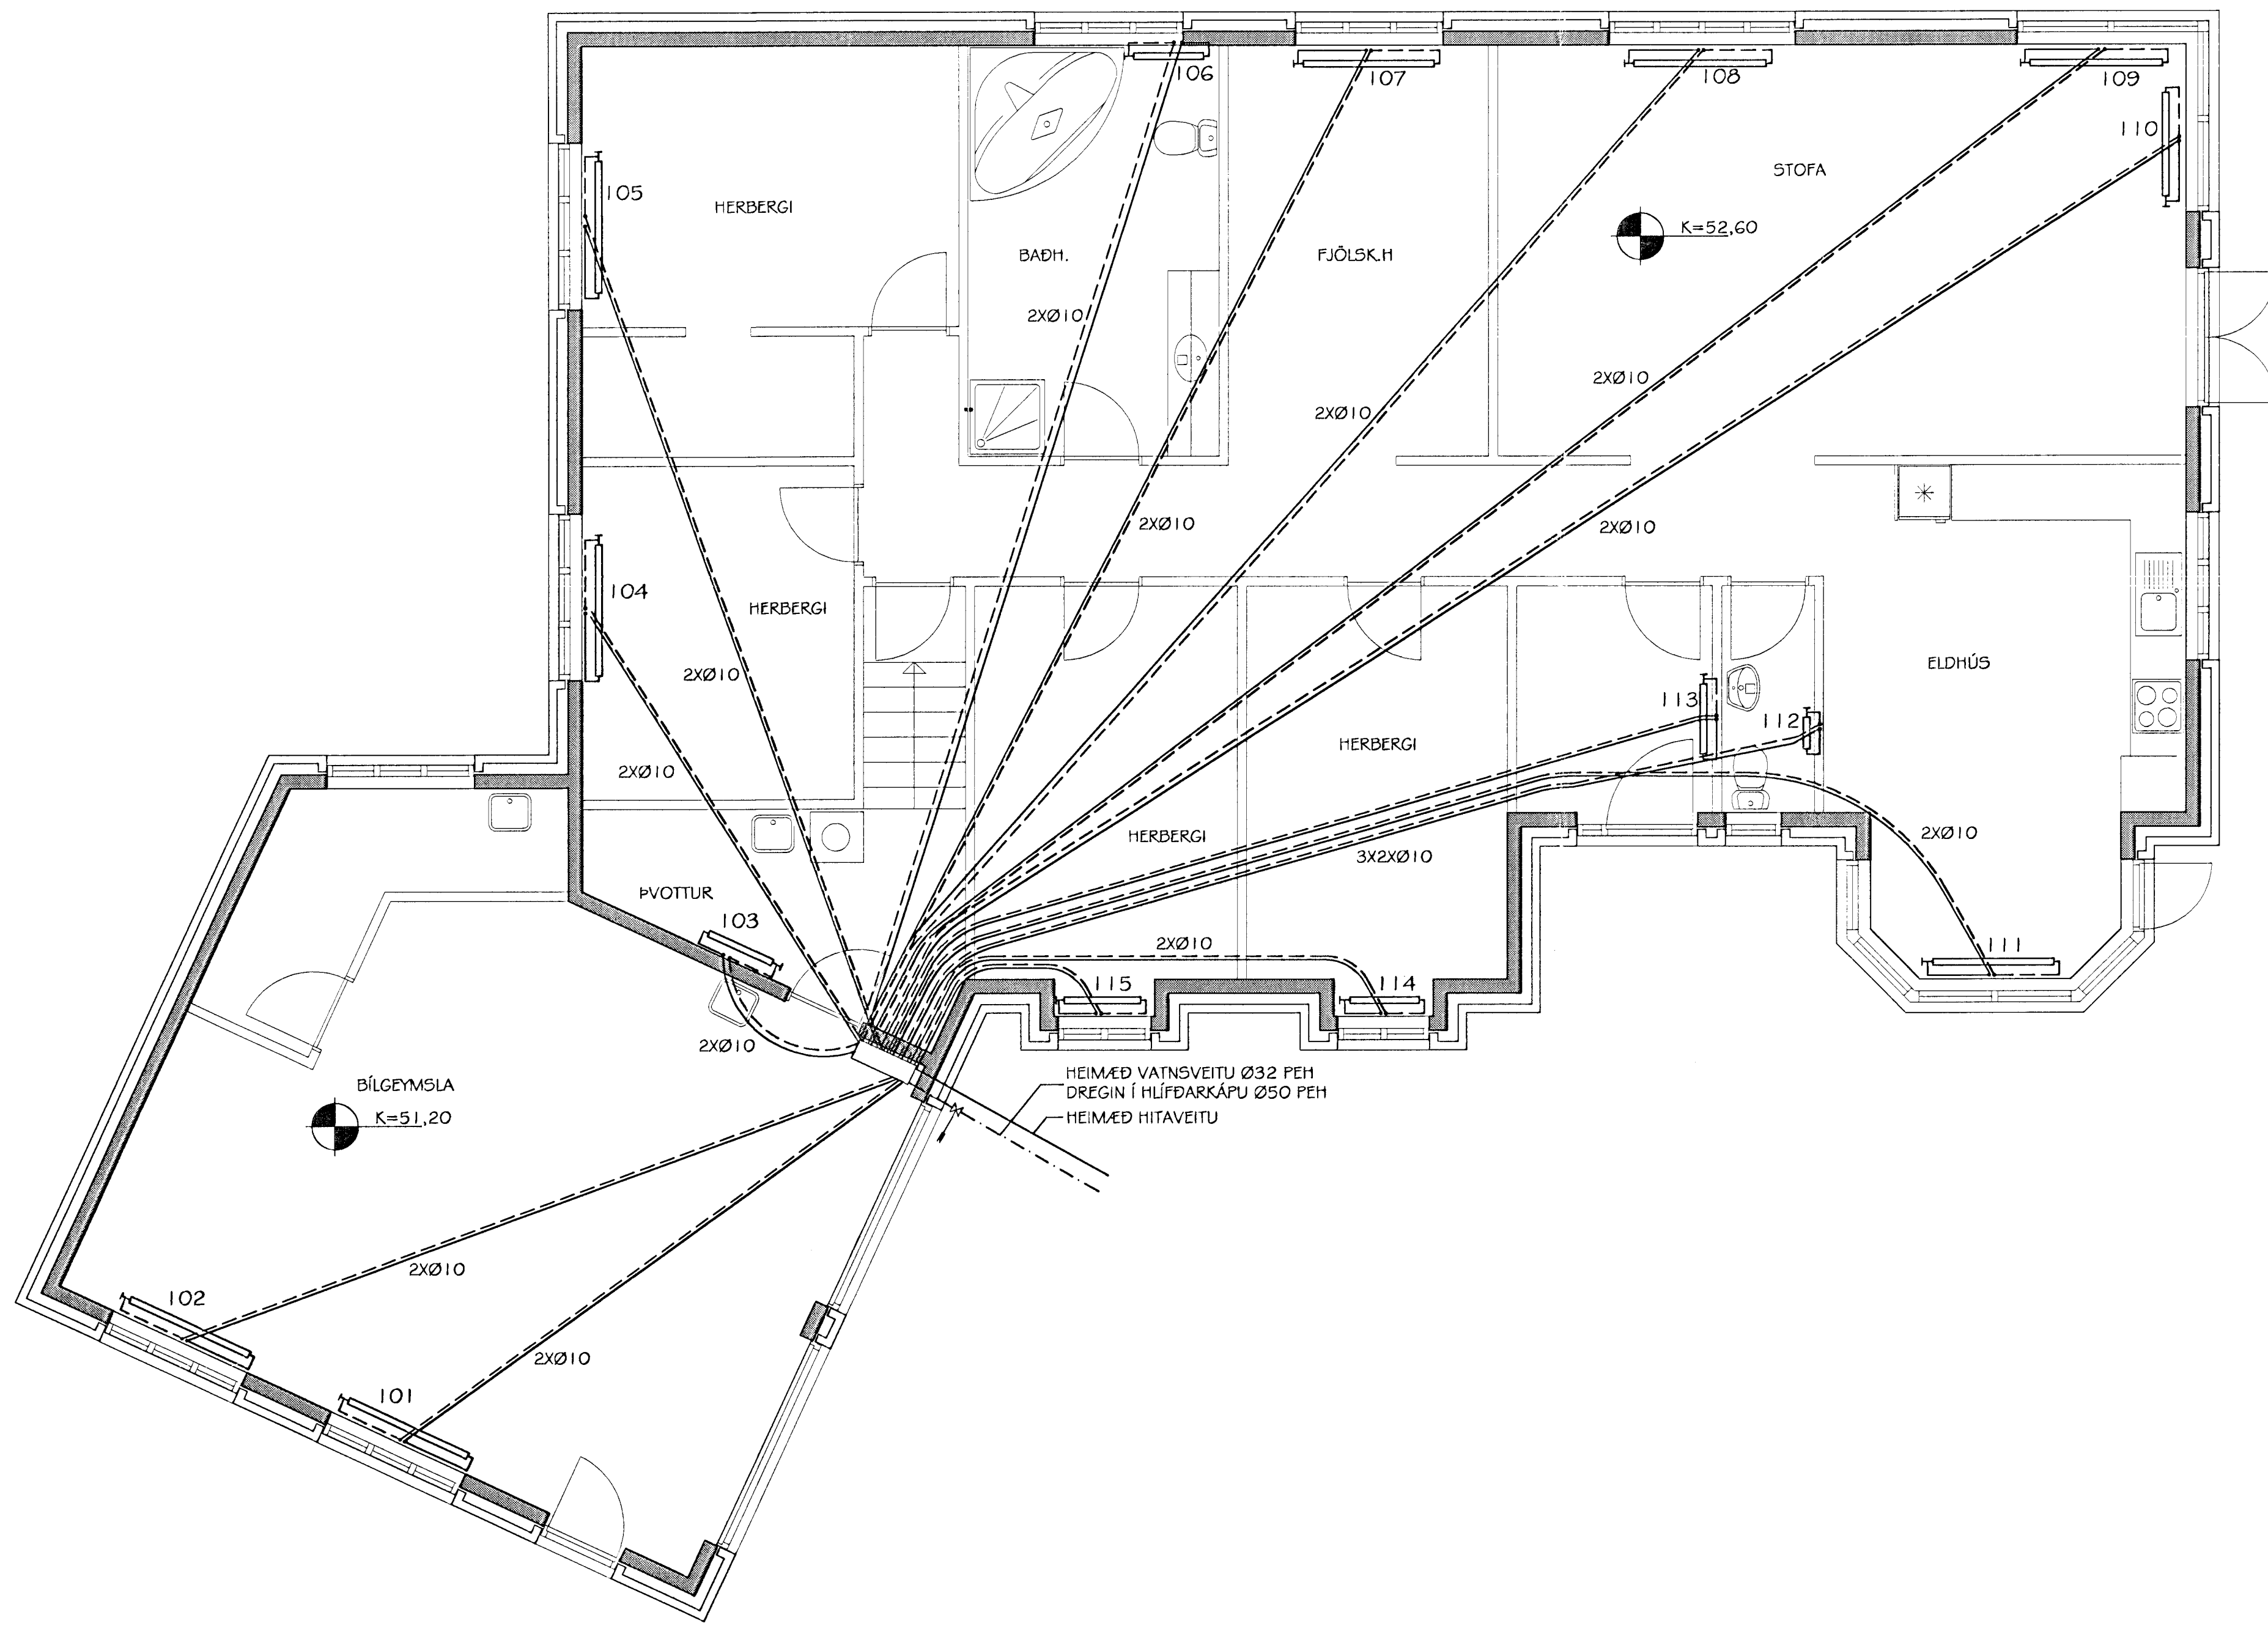 106
107
108
109
110
STOFA
105
HERBERGI
K=52,60
BAÐH.
FJÖLSK.H
2XØ10
2XØ10
2XØ10
2XØ10
2XØ10
104
HERBERGI
ELDHÚS
2XØ10
113
112
HERBERGI
2XØ10
HERBERGI
2XØ10
3X2XØ10
ÞVOTTUR
103
2XØ10
111
115
114
2XØ10
HEIMÆÐ VATNSVEITU Ø32 PEH
DREGIN Í HLÍFÐARKÁPU Ø50 PEH
HEIMÆÐ HITAVEITU
BÍLGEYMSLA
K=51,20
2XØ10
102
2XØ10
101